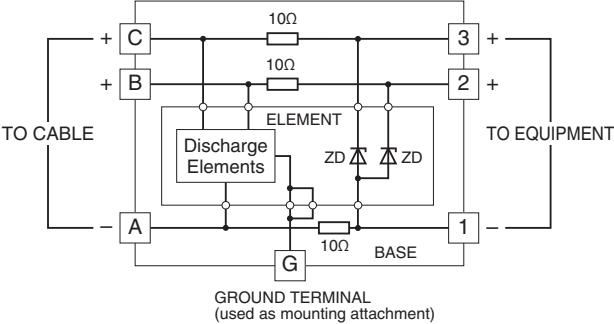 10Ω
+ C 3 +
10Ω
+ B 2 +
ELEMENT
TO CABLE
Discharge
Elements
ZD ZD
TO EQUIPMENT
– A 1 –
10Ω
BASE
G
GROUND TERMINAL
(used as mounting attachment)